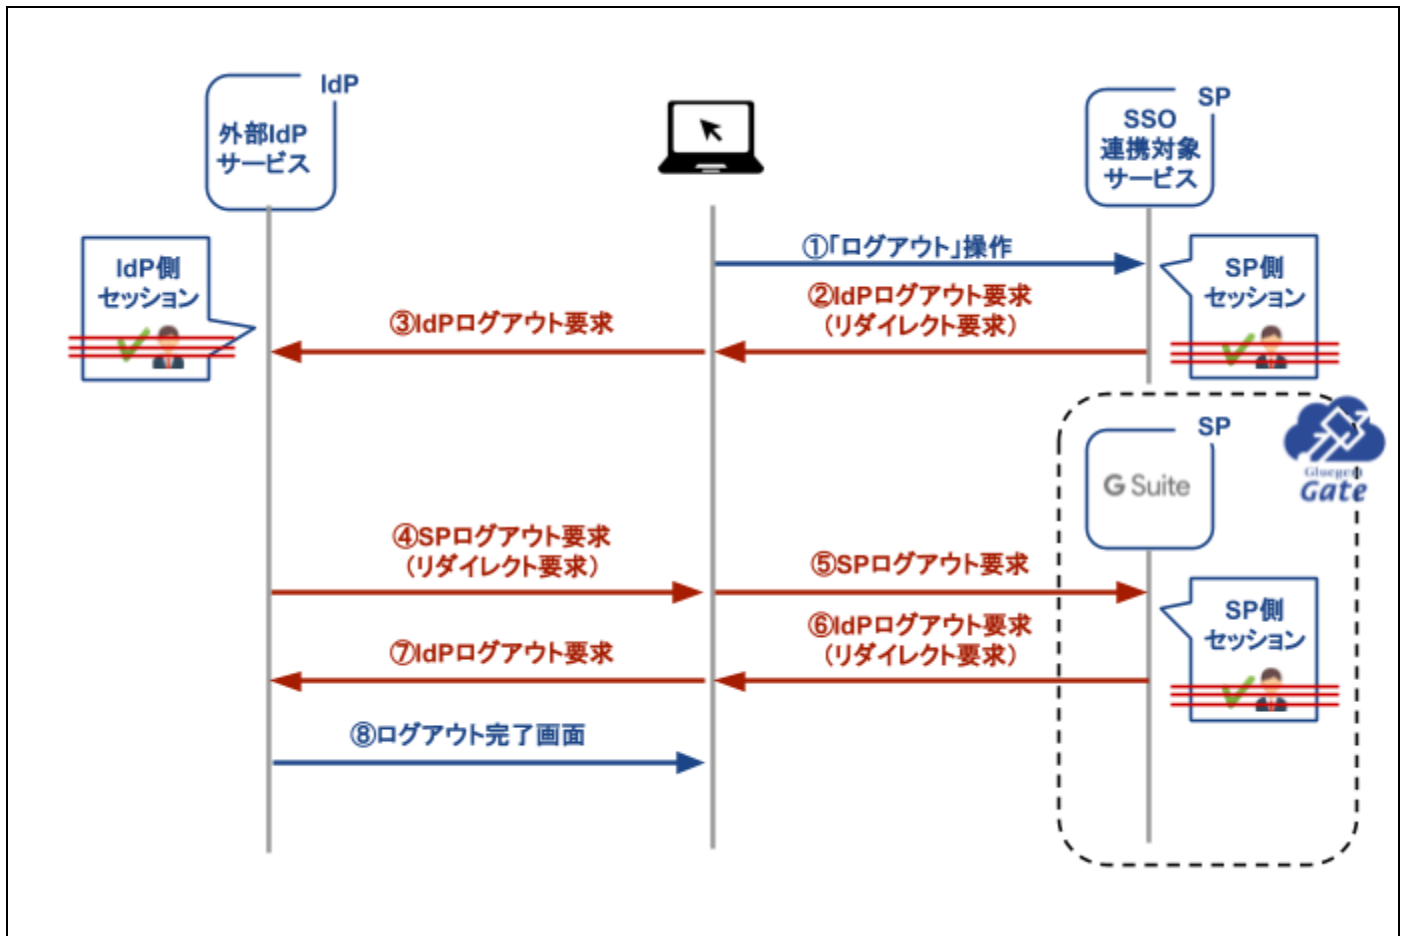 IdP
外部IdP
サービス
SP
SSO
連携対象
サービス
①「ログアウト」操作
IdP側
セッション
SP側
セッション
②IdPログアウト要求
(リダイレクト要求)
③IdPログアウト要求
SP
G Suite
Gluegent
Gate
④SPログアウト要求
(リダイレクト要求)
⑤SPログアウト要求
SP側
セッション
⑥IdPログアウト要求
(リダイレクト要求)
⑦IdPログアウト要求
⑧ログアウト完了画面